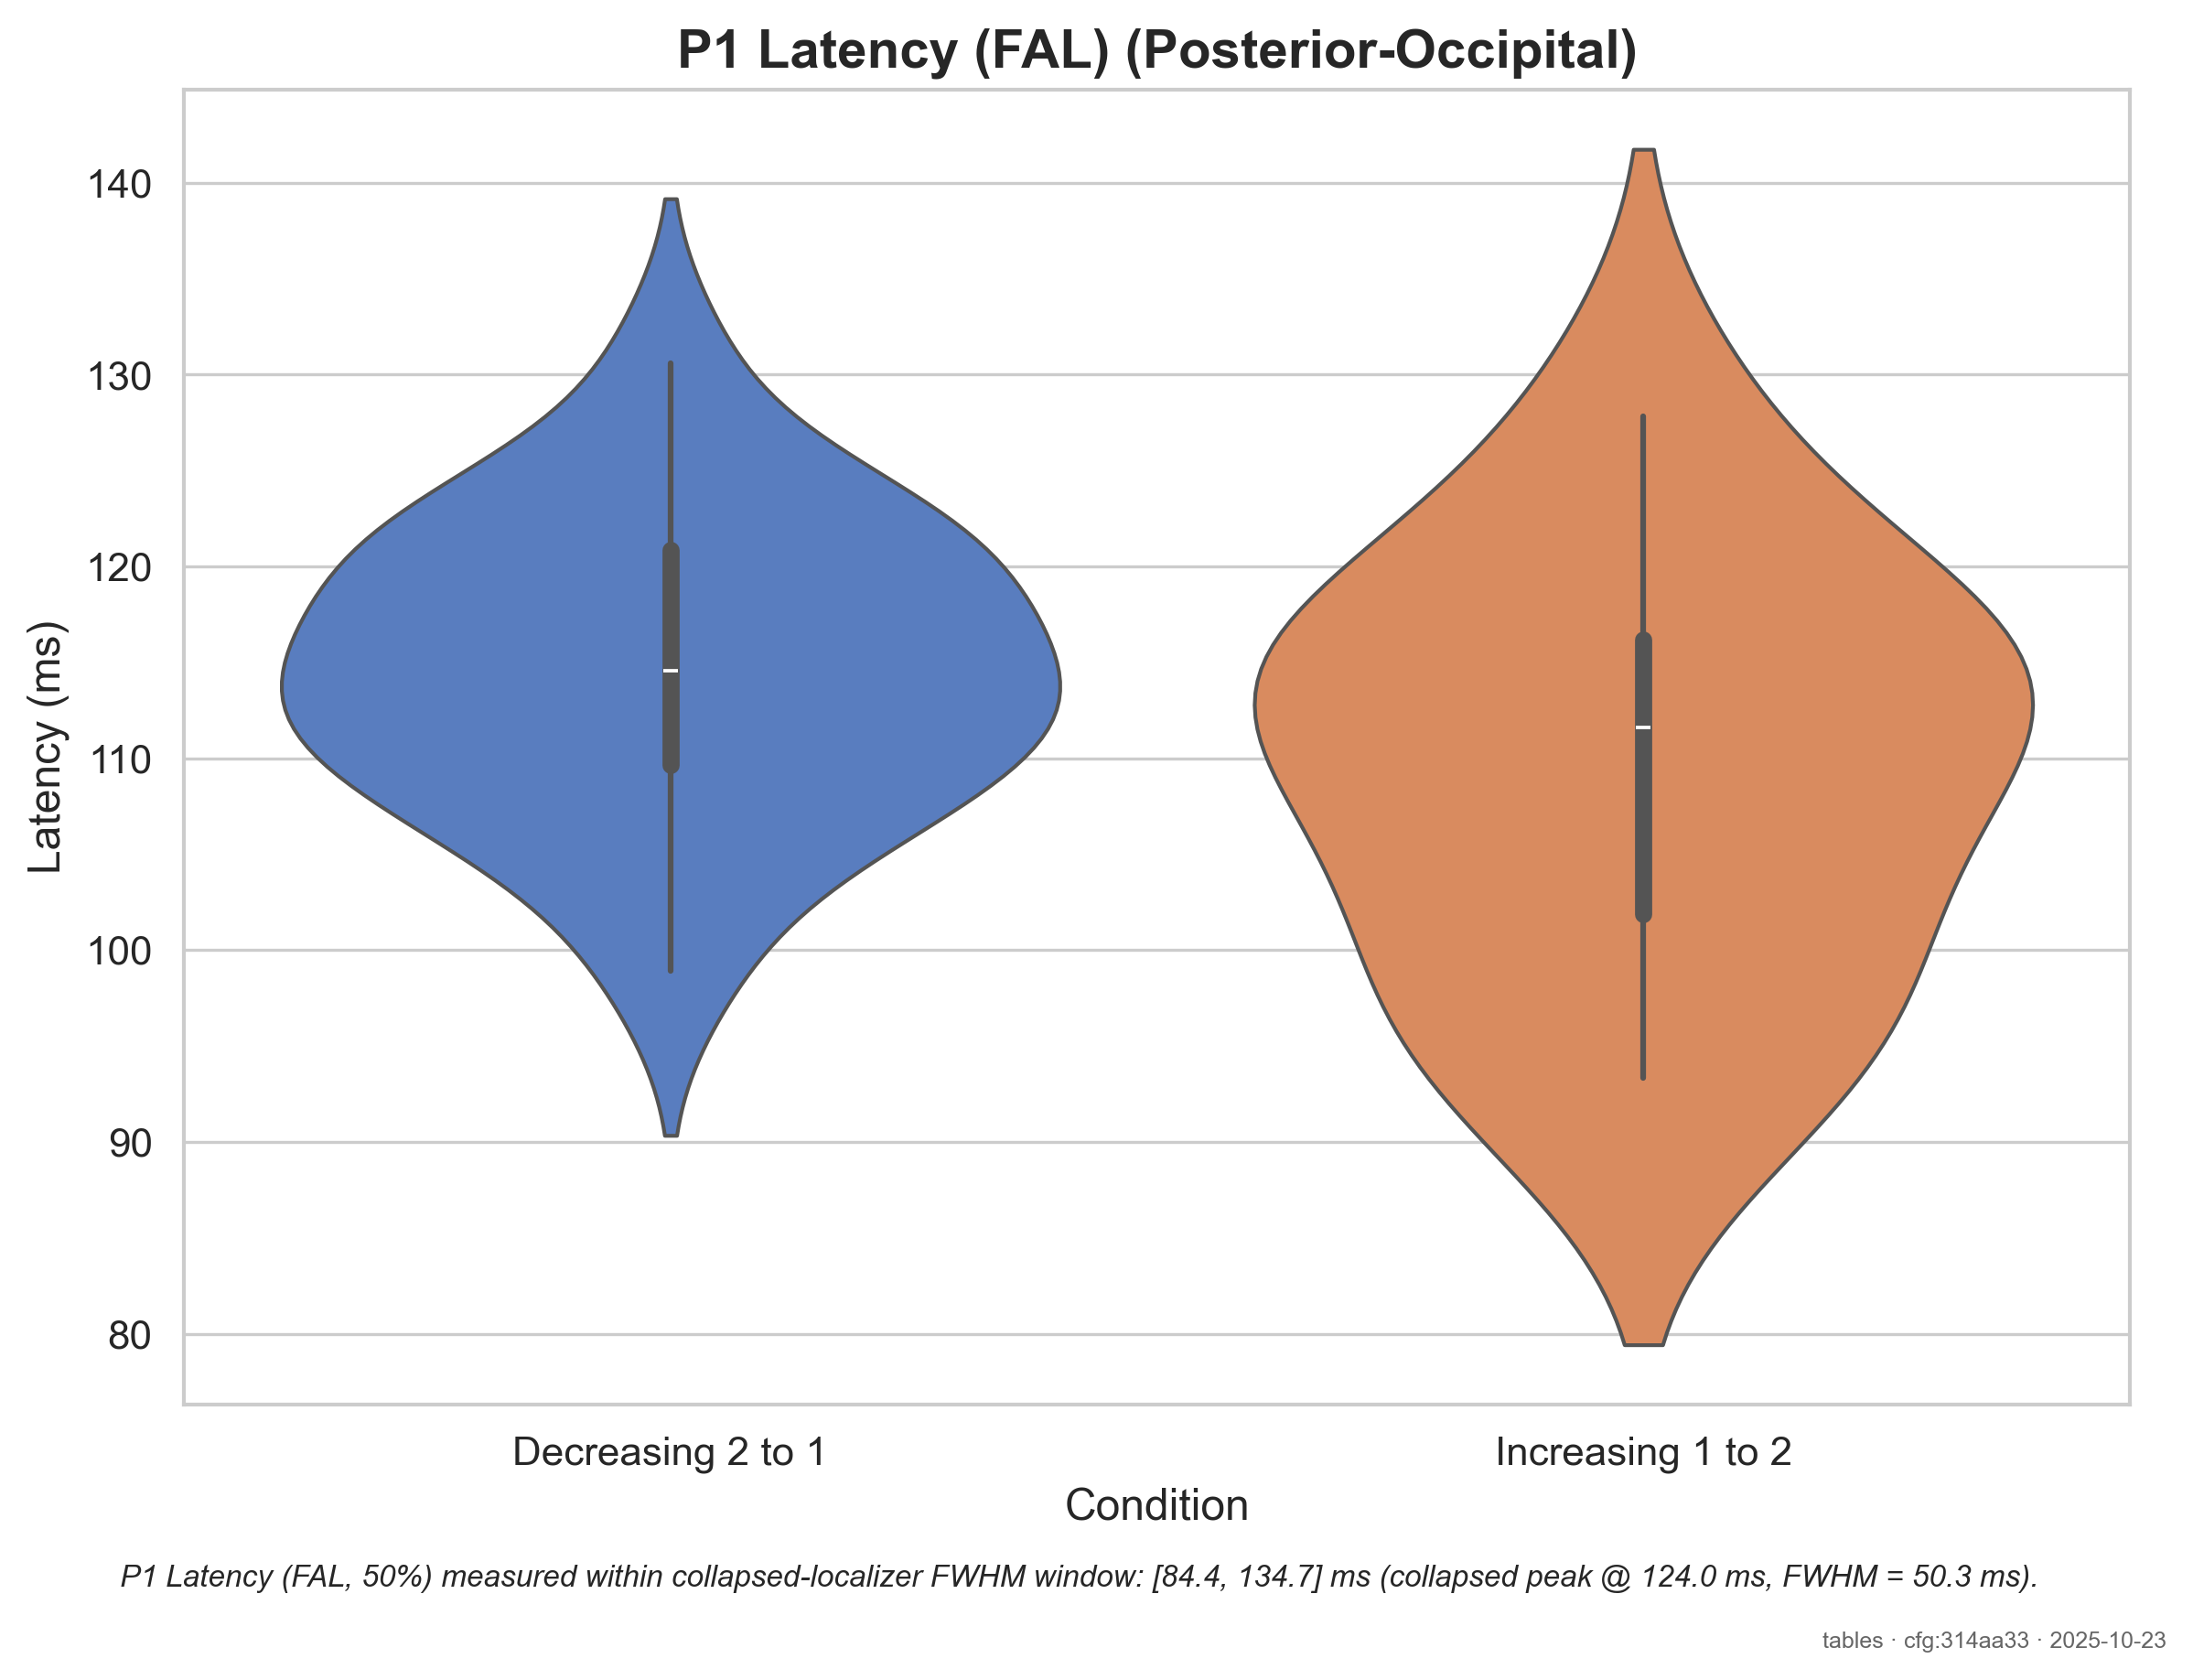 P1 Latency (FAL) (Posterior-Occipital)
Latency (ms)
140
130
120
110
100
90
80
Decreasing 2 to 1
Increasing 1 to 2
Condition
P1 Latency (FAL, 50%) measured within collapsed-localizer FWHM window: [84.4, 134.7] ms (collapsed peak @ 124.0 ms, FWHM = 50.3 ms).
tables · cfg:314aa33 · 2025-10-23